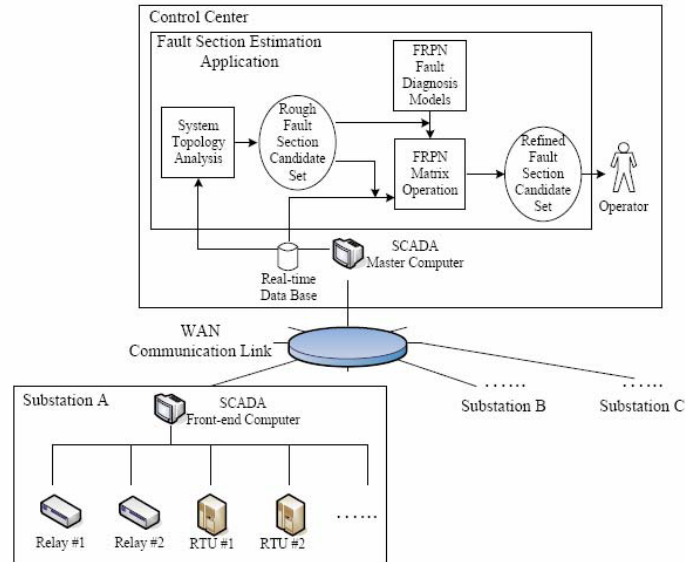 Control Center
Fault Section Estimation
Application
FRPN
Fault
Diagnosis
Models
System
Topology
Analysis
Rough
Fault
Section
Candidate
Set
FRPN
Matrix
Operation
Refined
Fault
Section
Candidate
Set
Operator
SCADA
Master Computer
Real-time
Data Base
WAN
Communication Link
Substation A
SCADA
Front-end Computer
......
Substation B
......
Substation C
Relay #1
Relay #2
RTU #1
RTU #2
......